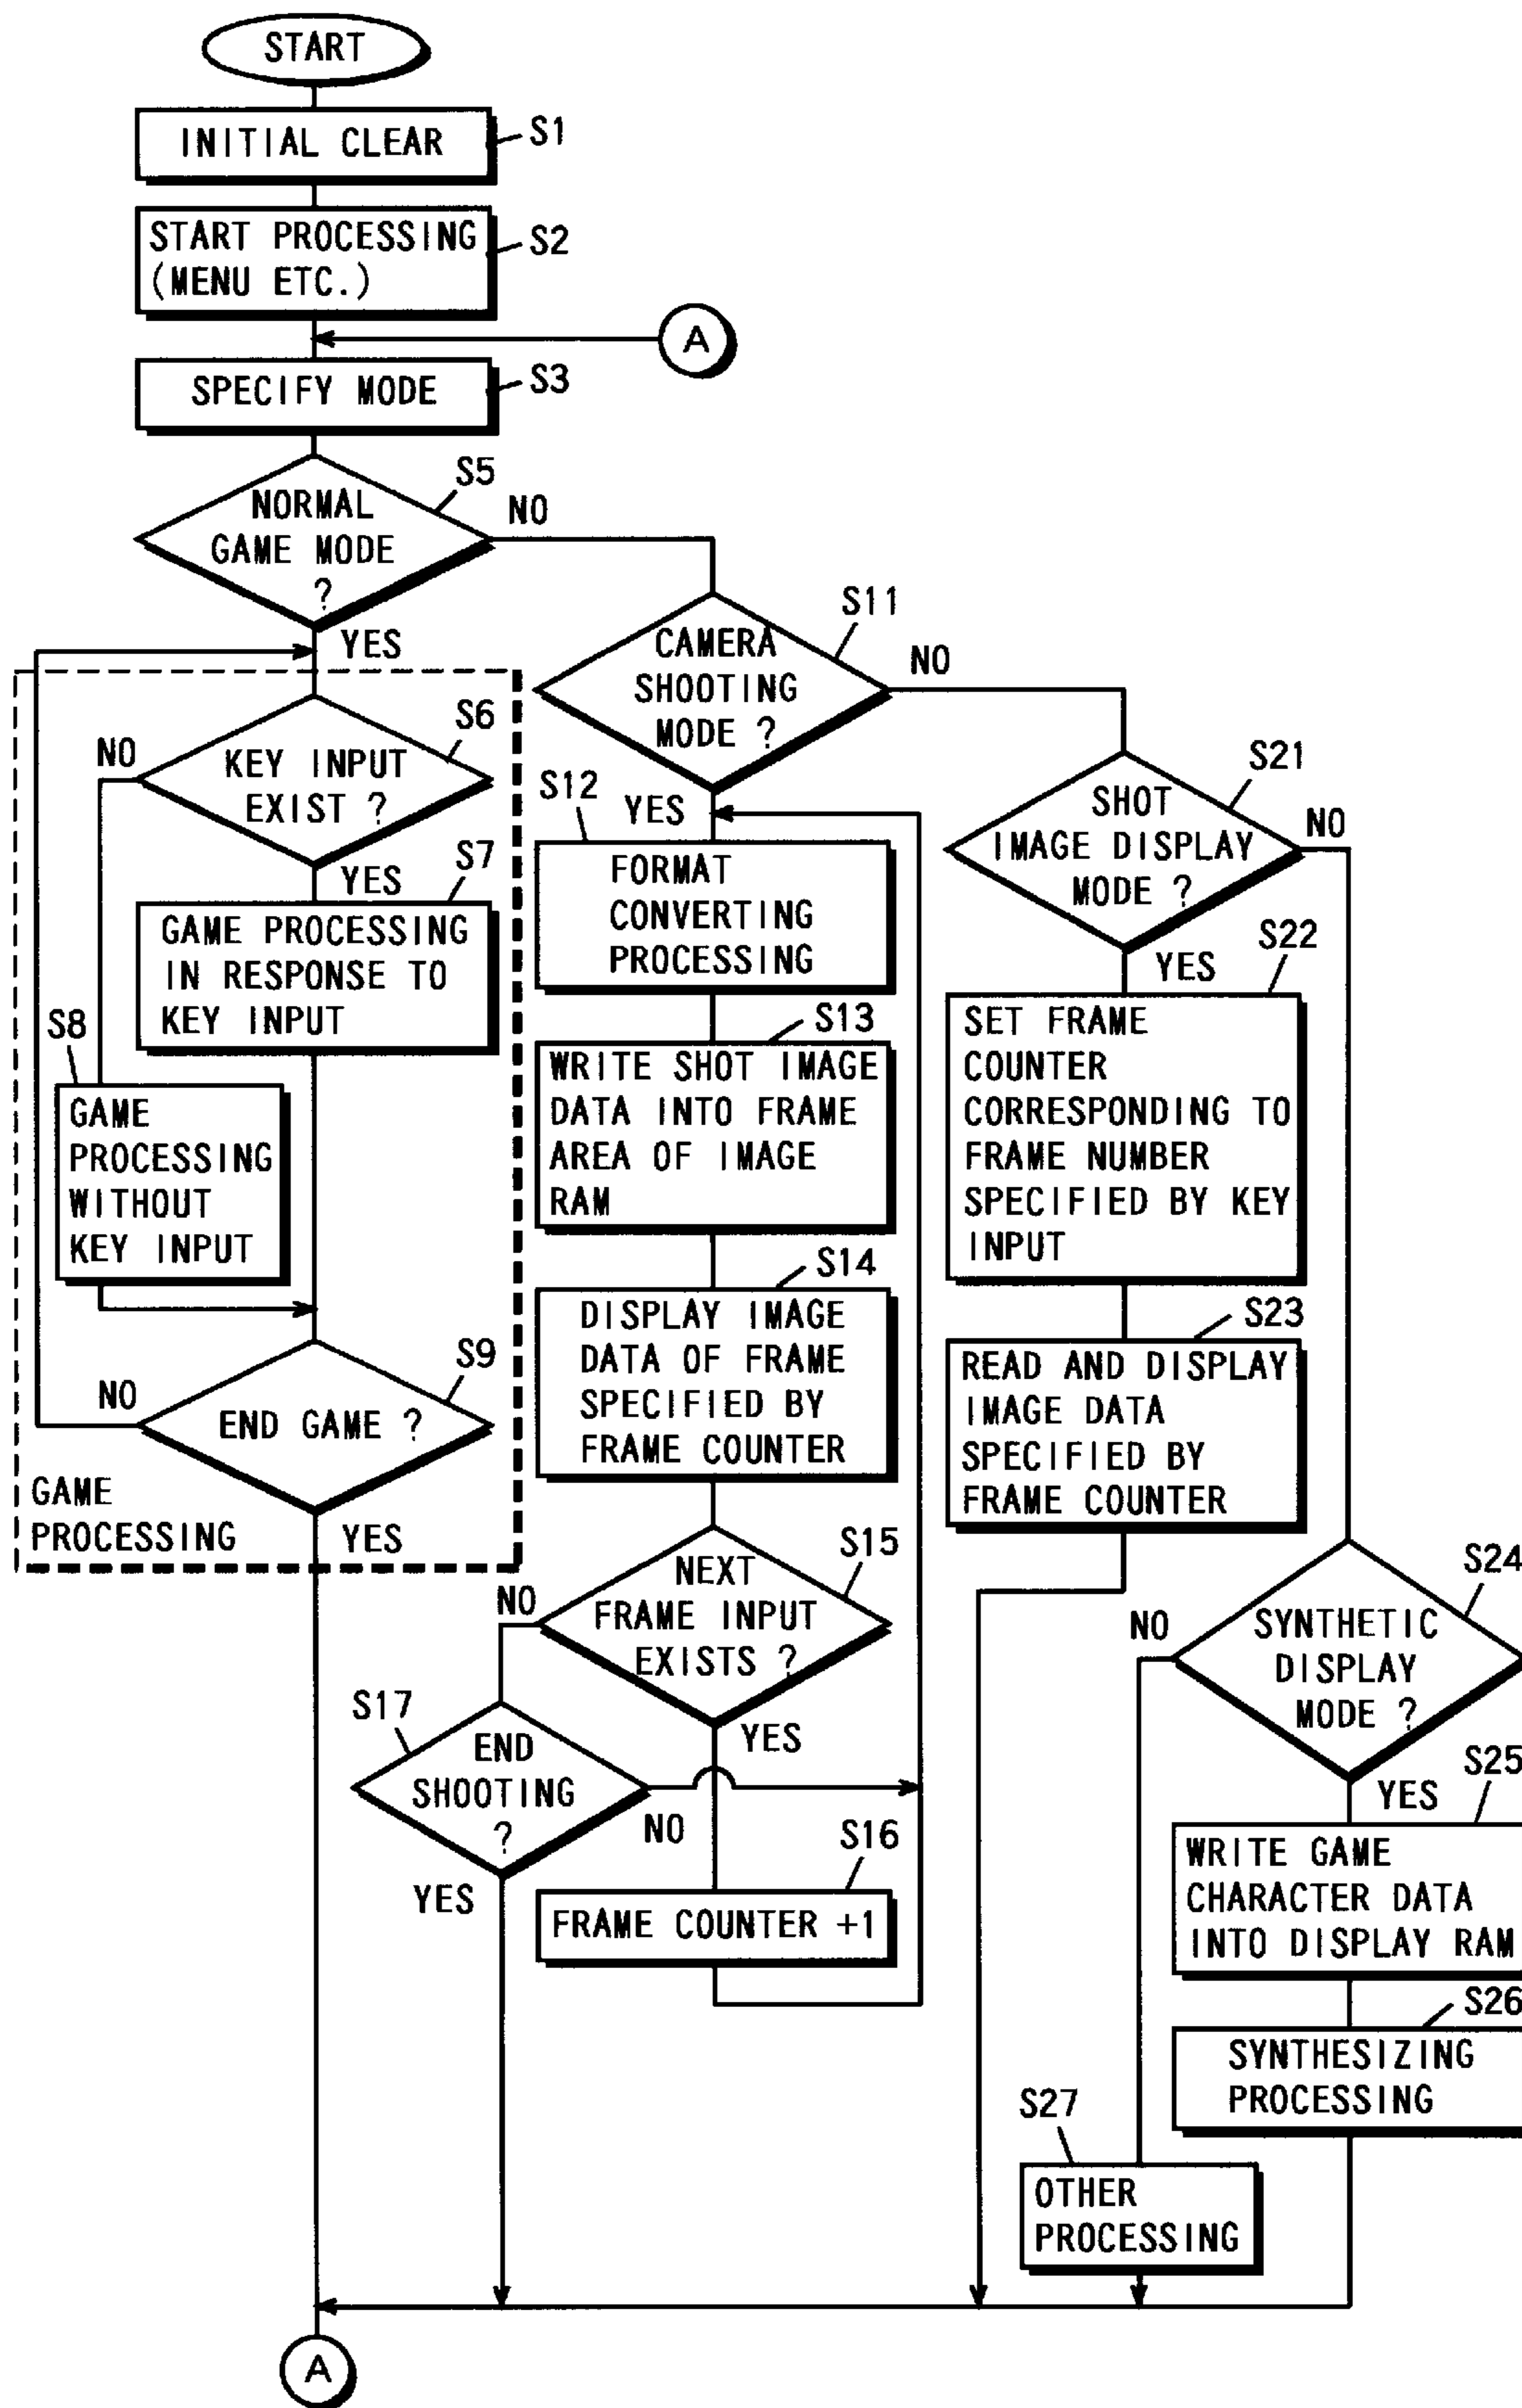 START
INITIAL CLEAR
S1
START PROCESSING
(MENU ETC.)
S2
A
SPECIFY MODE
S3
NORMAL
GAME MODE
?
S5
NO
YES
KEY INPUT
EXIST ?
S6
NO
YES
S7
GAME PROCESSING
IN RESPONSE TO
KEY INPUT
S8
GAME
PROCESSING
WITHOUT
KEY INPUT
END GAME ?
S9
NO
YES
GAME
PROCESSING
CAMERA
SHOOTING
MODE ?
S11
NO
YES
S12
FORMAT
CONVERTING
PROCESSING
S13
WRITE SHOT IMAGE
DATA INTO FRAME
AREA OF IMAGE
RAM
S14
DISPLAY IMAGE
DATA OF FRAME
SPECIFIED BY
FRAME COUNTER
S15
NEXT
FRAME INPUT
EXISTS ?
NO
YES
S17
END
SHOOTING
?
NO
YES
S16
FRAME COUNTER +1
S21
SHOT
IMAGE DISPLAY
MODE ?
NO
YES
S22
SET FRAME
COUNTER
CORRESPONDING TO
FRAME NUMBER
SPECIFIED BY KEY
INPUT
S23
READ AND DISPLAY
IMAGE DATA
SPECIFIED BY
FRAME COUNTER
S24
SYNTHETIC
DISPLAY
MODE ?
NO
YES
S25
WRITE GAME
CHARACTER DATA
INTO DISPLAY RAM
S26
SYNTHESIZING
PROCESSING
S27
OTHER
PROCESSING
A